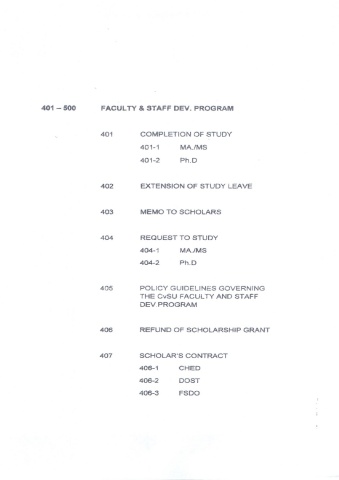 401 – 500 FACULTY & STAFF DEV. PROGRAM
401 COMPLETION OF STUDY
401-1 MA./MS
401-2 Ph.D
402 EXTENSION OF STUDY LEAVE
403 MEMO TO SCHOLARS
404 REQUEST TO STUDY
404-1 MA./MS
404-2 Ph.D
405 POLICY GUIDELINES GOVERNING
THE CvSU FACULTY AND STAFF
DEV.PROGRAM
406 REFUND OF SCHOLARSHIP GRANT
407 SCHOLAR'S CONTRACT
406-1 CHED
406-2 DOST
406-3 FSDO